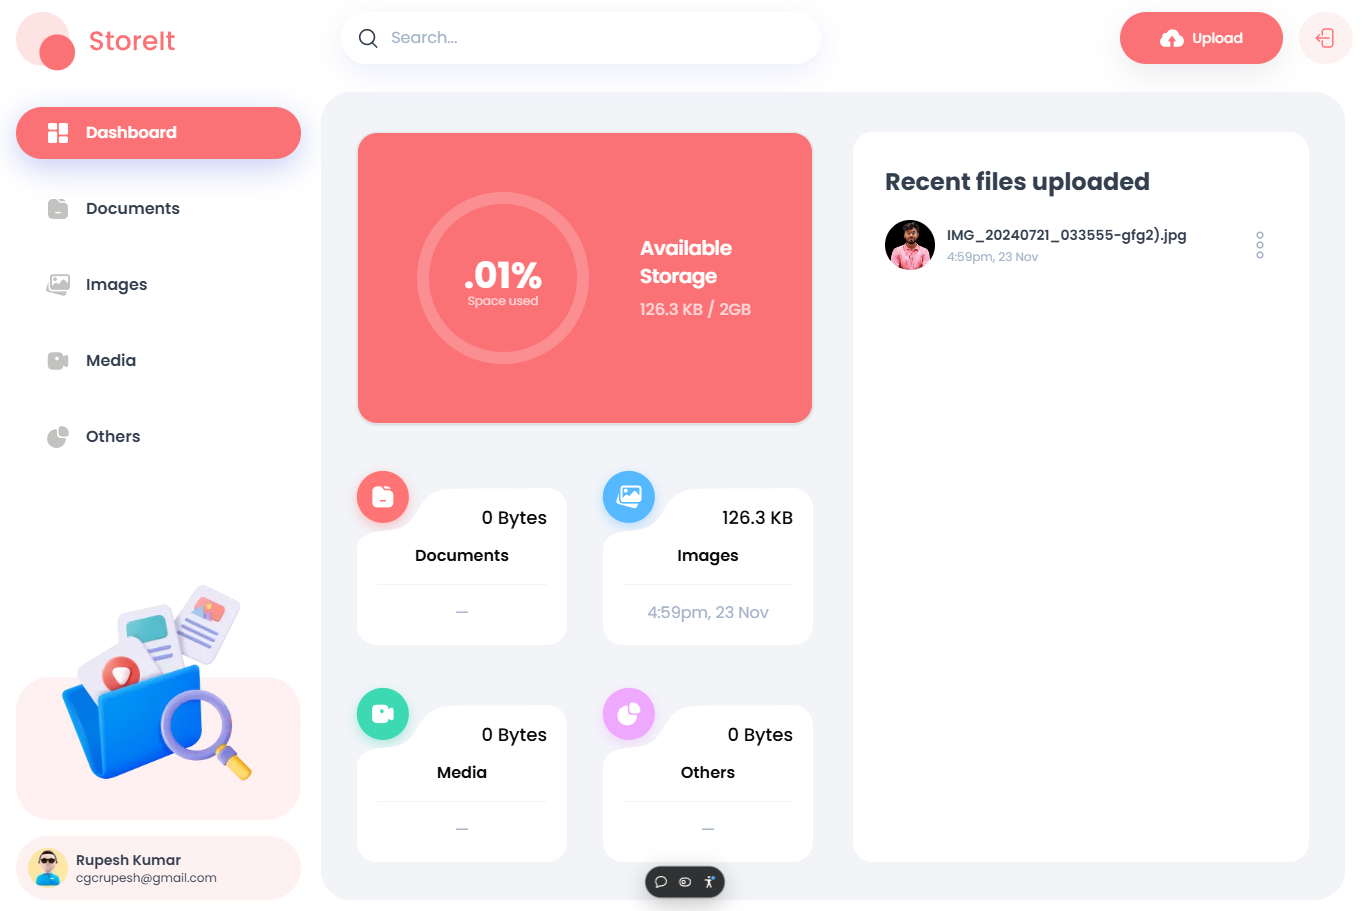 StoreIt
Search...
Upload
Dashboard
Documents
Images
Media
Others
Rupesh Kumar
cgcrupesh@gmail.com
.01%
Space used
Available
Storage
126.3 KB / 2GB
0 Bytes
Documents
—
126.3 KB
Images
4:59pm, 23 Nov
0 Bytes
Media
—
0 Bytes
Others
—
Recent files uploaded
IMG_20240721_033555-gfg2).jpg
4:59pm, 23 Nov